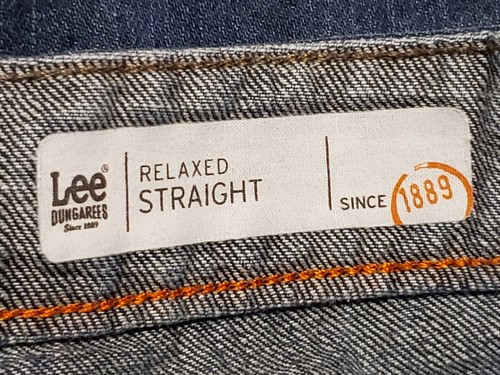 Lee®
DUNGAREES
Since 1889
RELAXED
STRAIGHT
SINCE 1889